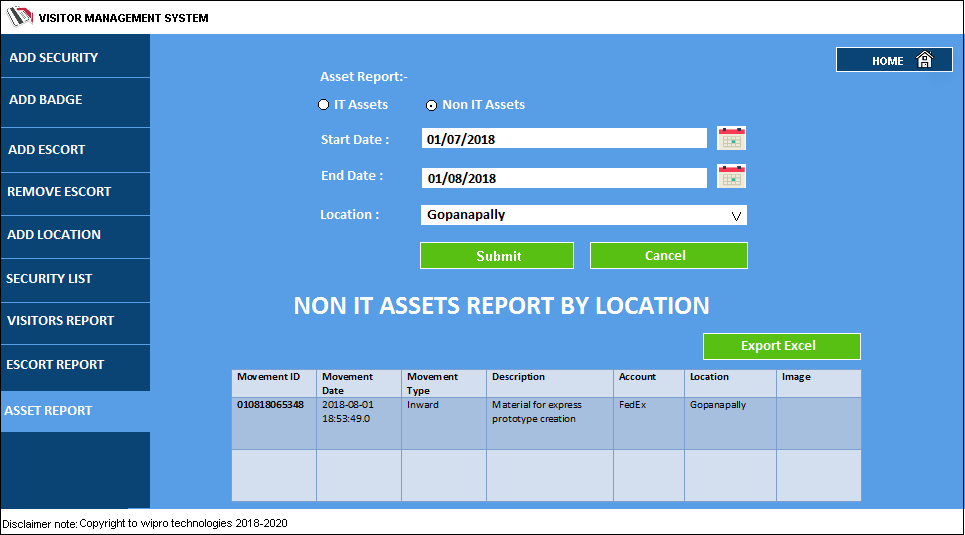 VISITOR MANAGEMENT SYSTEM
ADD SECURITY
ADD BADGE
ADD ESCORT
REMOVE ESCORT
ADD LOCATION
SECURITY LIST
VISITORS REPORT
ESCORT REPORT
ASSET REPORT
HOME
Asset Report:-
IT Assets Non IT Assets
Start Date : 01/07/2018
End Date : 01/08/2018
Location : Gopanapally
Submit Cancel
NON IT ASSETS REPORT BY LOCATION
Export Excel
Movement ID Movement Movement Description Account Location Image
Date Type
010818065348 2018-08-01 Inward Material for express FedEx Gopanapally
18:53:49.0 prototype creation
Disclaimer note: Copyright to wipro technologies 2018-2020